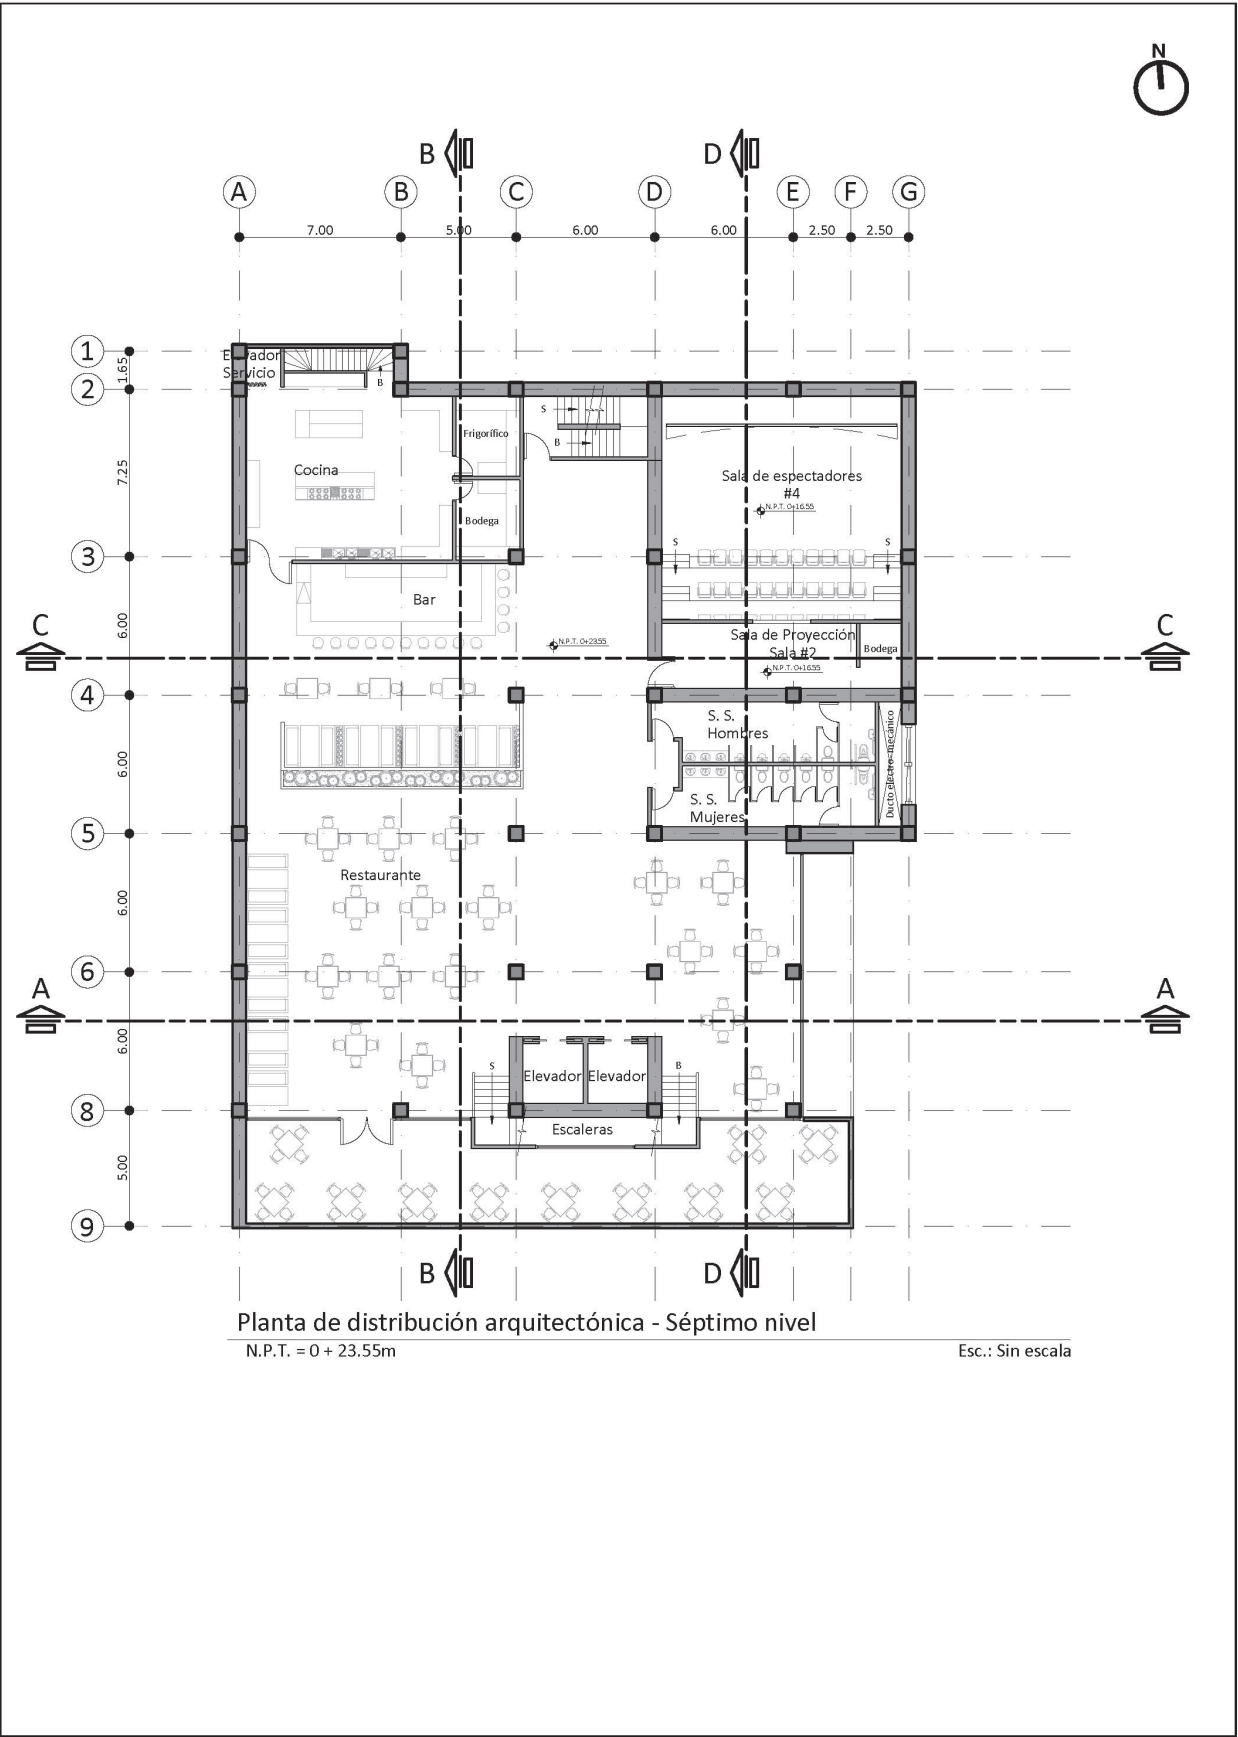 N
B D
A B C D E F G
7.00 5.00 6.00 6.00 2.50 2.50
1
1.65
Elevador
Servicio
B
2
S
B
Frigorífico
7.25
Cocina
Sala de espectadores
#4
N.P.T. 0+16.55
Bodega
S S
3
6.00
Bar
C C
N.P.T. 0+23.55
Sala de Proyección
Sala #2
Bodega
N.P.T. 0+16.55
4
S. S.
Hombres
Ducto electro-mecánico
6.00
S. S.
Mujeres
5
Restaurante
6.00
6
A A
6.00
S B
Elevador Elevador
8
Escaleras
5.00
9
B D
Planta de distribución arquitectónica - Séptimo nivel
N.P.T. = 0 + 23.55m Esc.: Sin escala